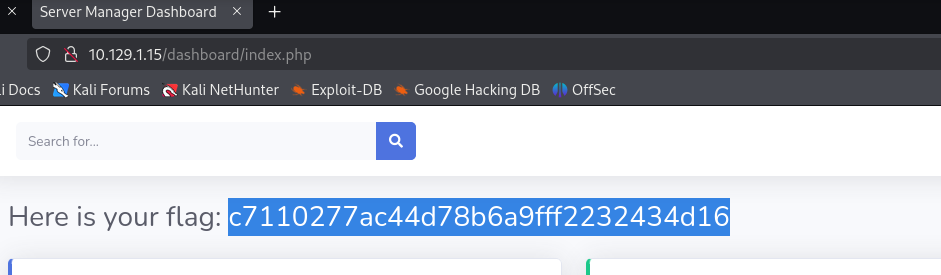 Server Manager Dashboard
10.129.1.15/dashboard/index.php
i Docs Kali Forums Kali NetHunter Exploit-DB Google Hacking DB OffSec
Search for...
Here is your flag: c7110277ac44d78b6a9fff2232434d16